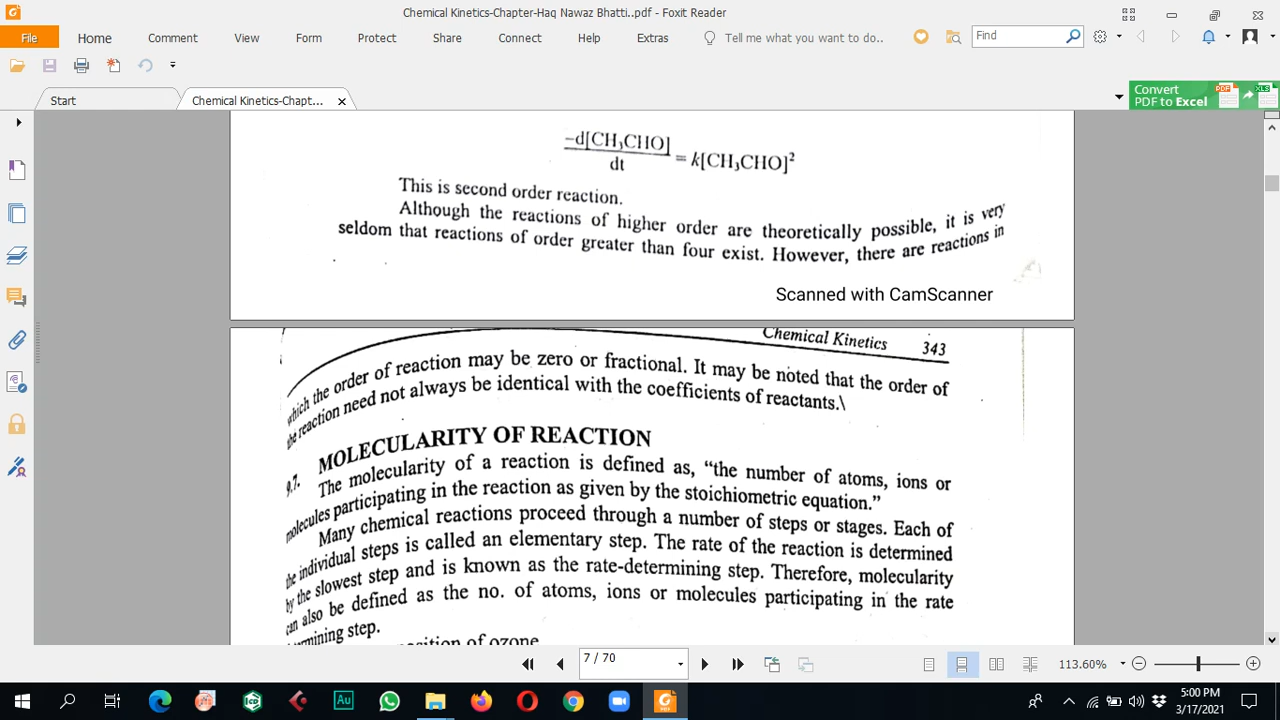 Chemical Kinetics-Chapter-Haq Nawaz Bhatti..pdf - Foxit Reader
File Home Comment View Form Protect Share Connect Help Extras Tell me what you want to do.. Find
Start Chemical Kinetics-Chapt...
Convert
PDF to Excel
PDF XLS
-d[CH₃CHO]
dt
= k[CH₃CHO]²
This is second order reaction.
Although the reactions of higher order are theoretically possible, it is very
seldom that reactions of order greater than four exist. However, there are reactions in
Scanned with CamScanner
Chemical Kinetics 343
which the order of reaction may be zero or fractional. It may be noted that the order of
the reaction need not always be identical with the coefficients of reactants.\
9.7. MOLECULARITY OF REACTION
The molecularity of a reaction is defined as, “the number of atoms, ions or
molecules participating in the reaction as given by the stoichiometric equation.”
Many chemical reactions proceed through a number of steps or stages. Each of
the individual steps is called an elementary step. The rate of the reaction is determined
by the slowest step and is known as the rate-determining step. Therefore, molecularity
can also be defined as the no. of atoms, ions or molecules participating in the rate
rmining step.
osition of ozone
7 / 70
113.60%
Au
5:00 PM
3/17/2021